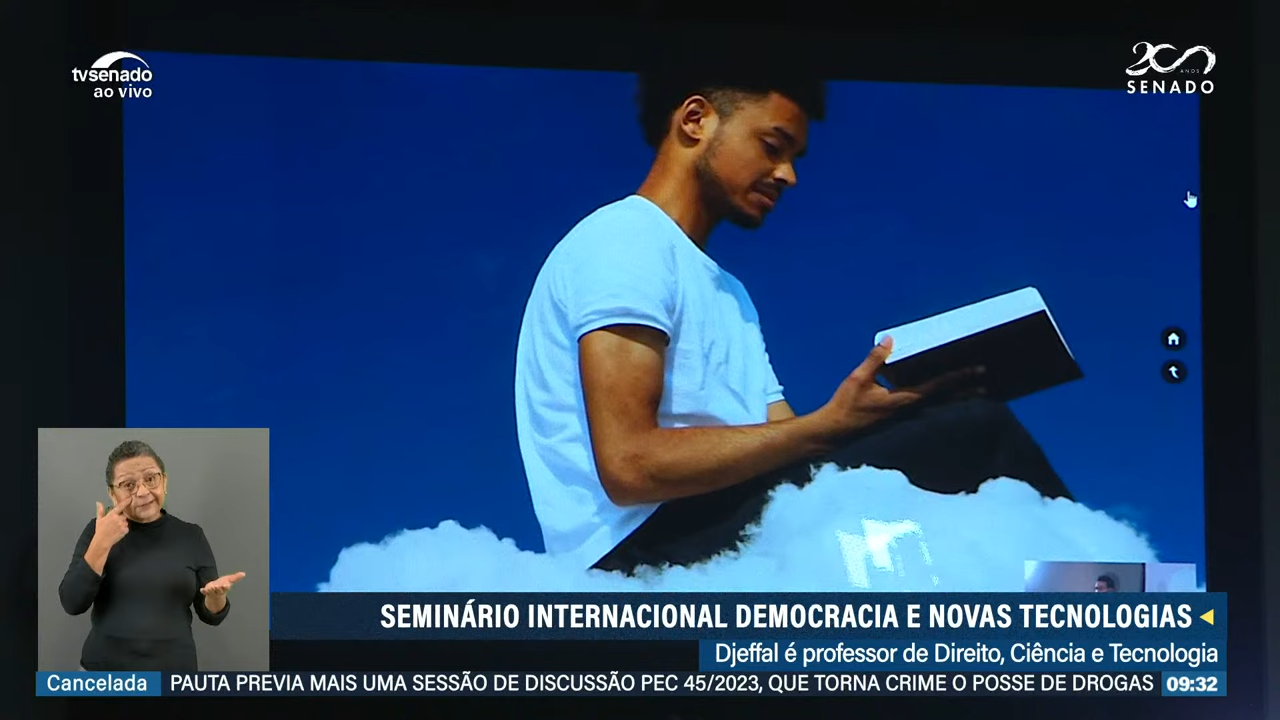 tvsenado
ao vivo
200
ANOS
SENADO
SEMINÁRIO INTERNACIONAL DEMOCRACIA E NOVAS TECNOLOGIAS
Djeffal é professor de Direito, Ciência e Tecnologia
Cancelada PAUTA PREVIA MAIS UMA SESSÃO DE DISCUSSÃO PEC 45/2023, QUE TORNA CRIME O POSSE DE DROGAS 09:32